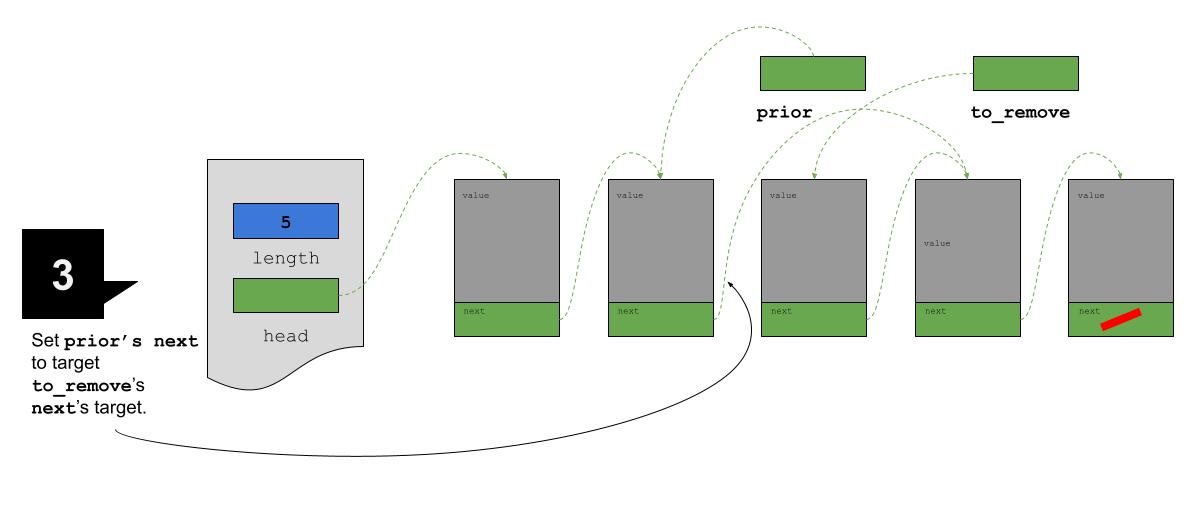 prior
to_remove
value
value
value
value
5
length
next
next
next
next
next
head
3
Set prior's next
to target
to_remove's
next's target.